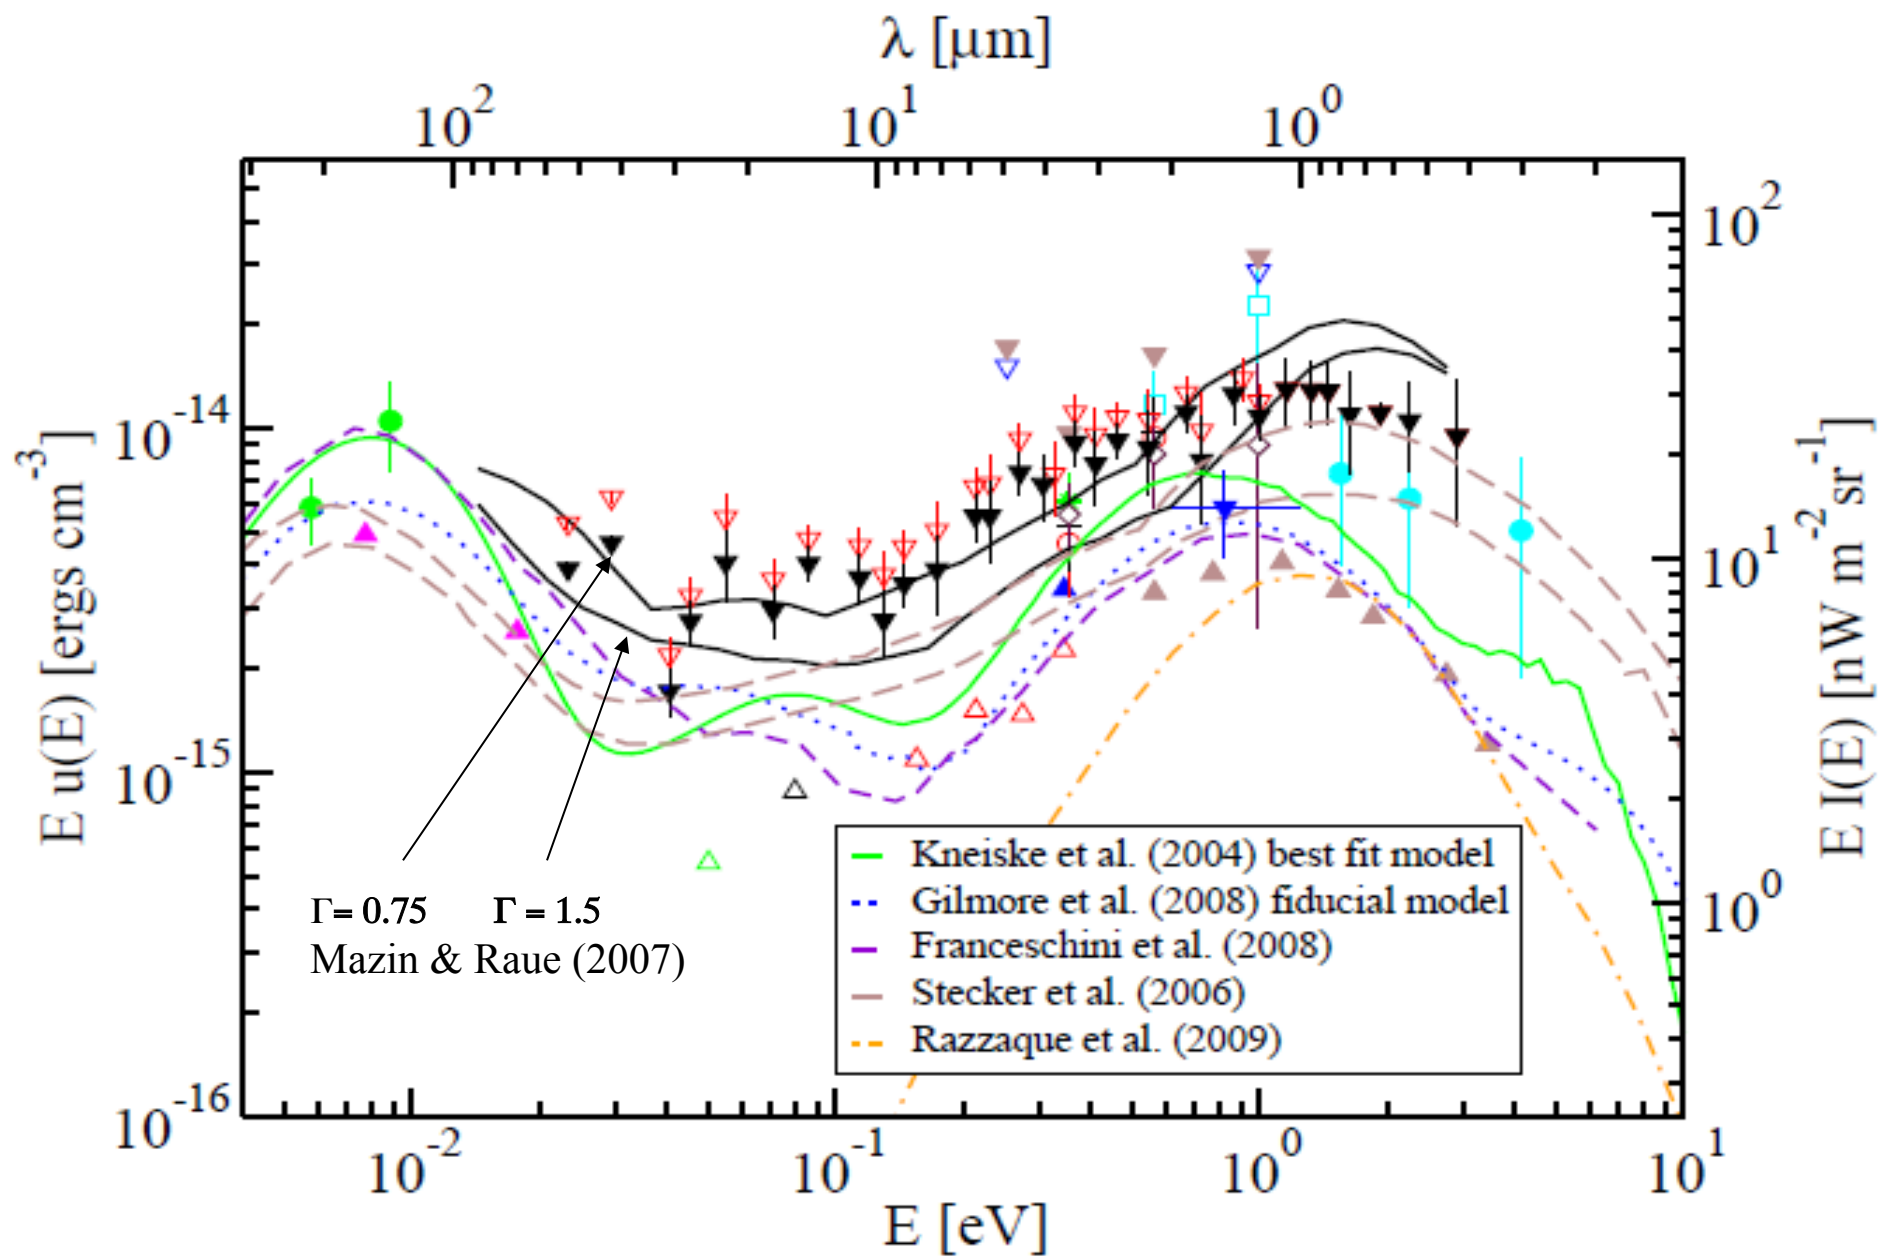 λ [μm]
10² 10¹ 10⁰
10² 
10⁻¹⁴
10¹
10⁻¹⁵
10⁰
10⁻¹⁶
E u(E) [ergs cm⁻³]
E I(E) [nW m⁻² sr⁻¹]
Γ= 0.75 Γ = 1.5
Mazin & Raue (2007)
Kneiske et al. (2004) best fit model
Gilmore et al. (2008) fiducial model
Franceschini et al. (2008)
Stecker et al. (2006)
Razzaque et al. (2009)
10⁻² 10⁻¹ 10⁰ 10¹
E [eV]